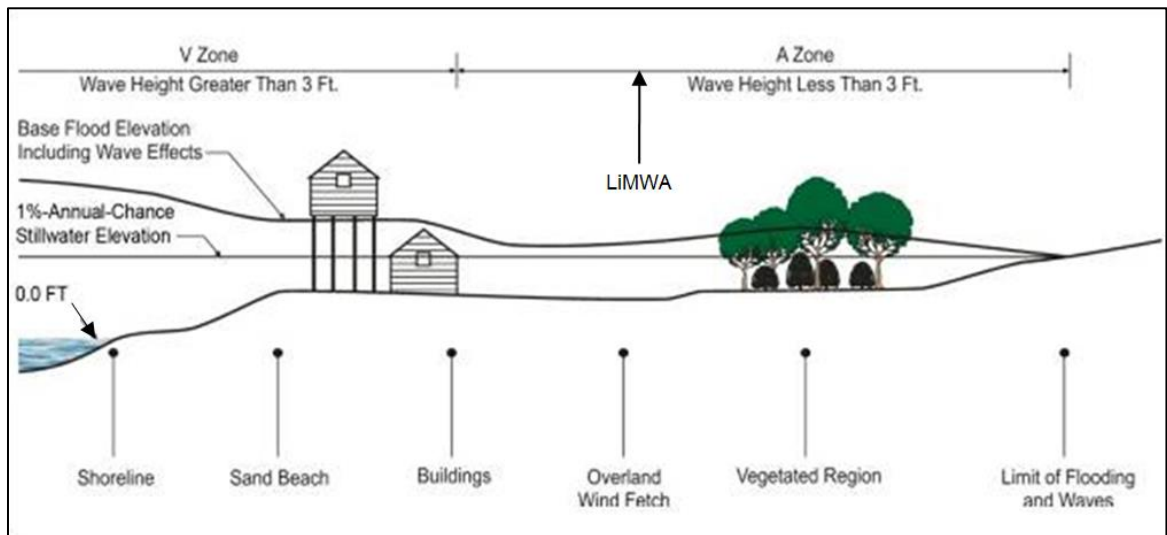 V Zone
Wave Height Greater Than 3 Ft.
A Zone
Wave Height Less Than 3 Ft.
Base Flood Elevation
Including Wave Effects
LiMWA
1%-Annual-Chance
Stillwater Elevation
0.0 FT
Shoreline
Sand Beach
Buildings
Overland
Wind Fetch
Vegetated Region
Limit of Flooding
and Waves